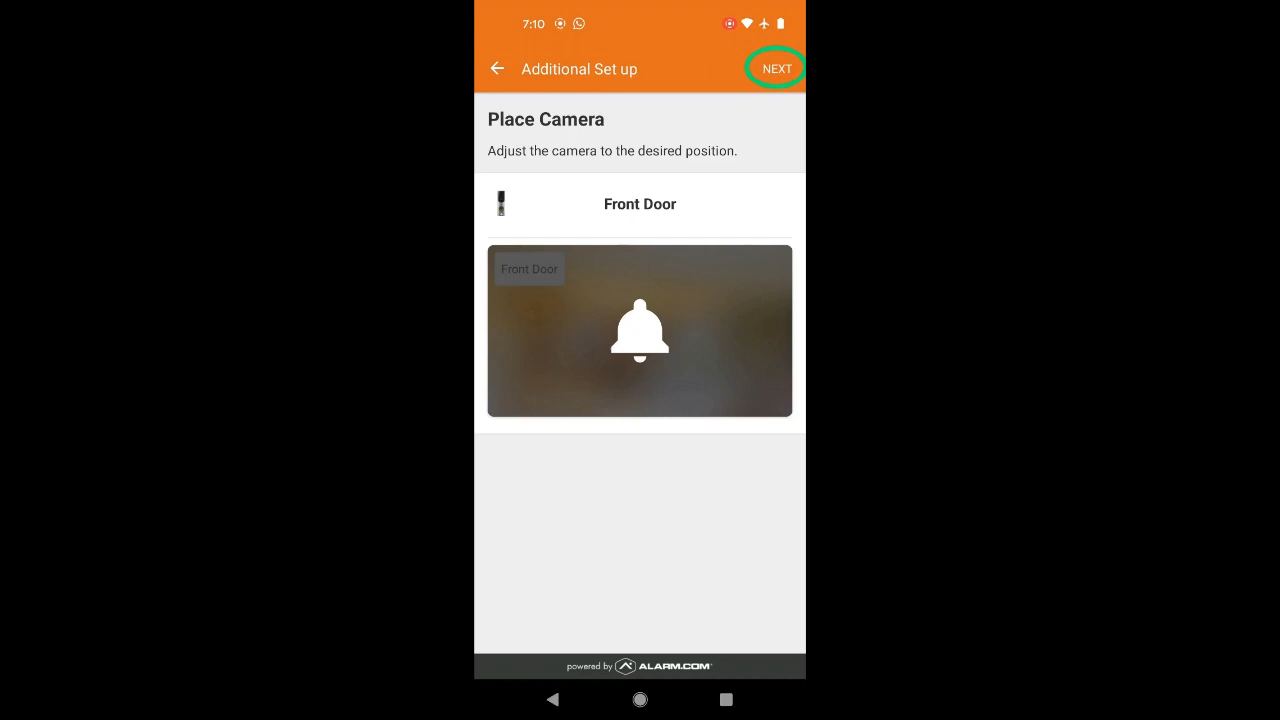 7:10
Additional Set up
NEXT
Place Camera
Adjust the camera to the desired position.
Front Door
Front Door
powered by ALARM.COM